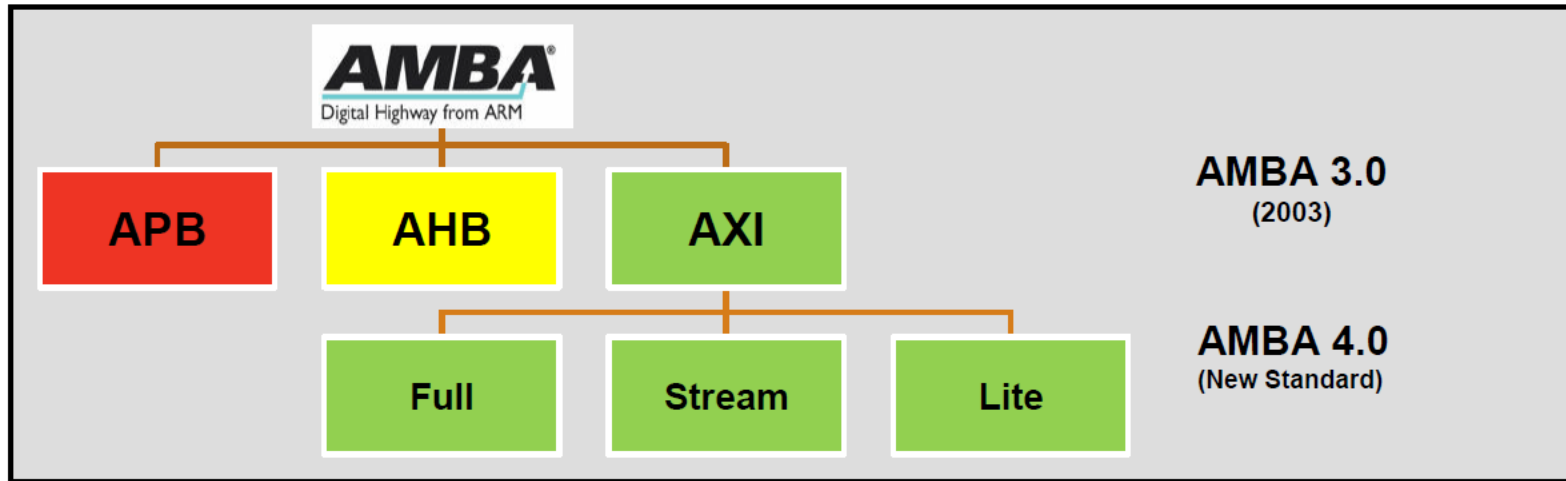 AMBA®
Digital Highway from ARM
APB
AHB
AXI
AMBA 3.0
(2003)
Full
Stream
Lite
AMBA 4.0
(New Standard)